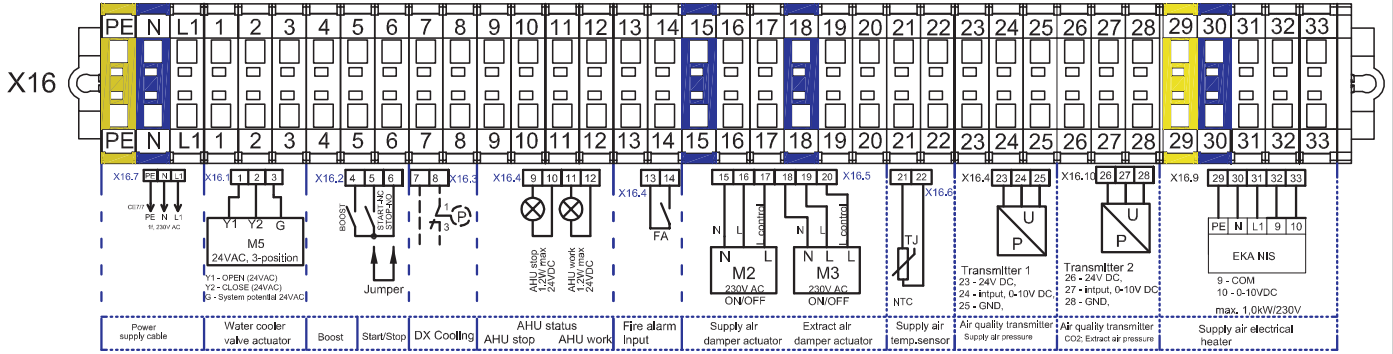 PE N L1 1 2 3 4 5 6 7 8 9 10 11 12 13 14 15 16 17 18 19 20 21 22 23 24 25 26 27 28 29 30 31 32 33
X16
PE N L1 1 2 3 4 5 6 7 8 9 10 11 12 13 14 15 16 17 18 19 20 21 22 23 24 25 26 27 28 29 30 31 32 33
X16.7 PE N L1
CE7/7
PE N L1
1f, 230V AC
Power
supply cable
X16.1 1 2 3
Y1 Y2 G
M5
24VAC, 3-position
Y1 - OPEN (24VAC)
Y2 - CLOSE (24VAC)
G - System potential 24VAC
Water cooler
valve actuator
X16.2 4 5 6
BOOST
START-NC
STOP-NO
Jumper
Boost
Start/Stop
7 8 X16.3
1
3
P
DX Cooling
X16.4 9 10 11 12
AHU stop
1,2W max
24VDC
AHU work
1,2W max
24VDC
AHU status
AHU stop AHU work
13 14
X16.4
FA
Fire alarm
Input
15 16 17 18 19 20 X16.5
N L L control
N L L control
N L
M2
230V AC
ON/OFF
N L L
M3
230V AC
ON/OFF
Supply air
damper actuator
Extract air
damper actuator
21 22
X16.6
TJ
NTC
Supply air
temp.sensor
X16.4 23 24 25
U
P
Transmitter 1
23 - 24V DC,
24 - intput, 0-10V DC,
25 - GND,
Air quality transmitter
Supply air pressure
X16.10 26 27 28
U
P
Transmitter 2
26 - 24V DC,
27 - intput, 0-10V DC
28 - GND,
Air quality transmitter
CO2; Extract air pressure
X16.9 29 30 31 32 33
PE N L1 9 10
EKA NIS
9 - COM
10 - 0-10VDC
max. 1,0kW/230V
Supply air electrical
heater